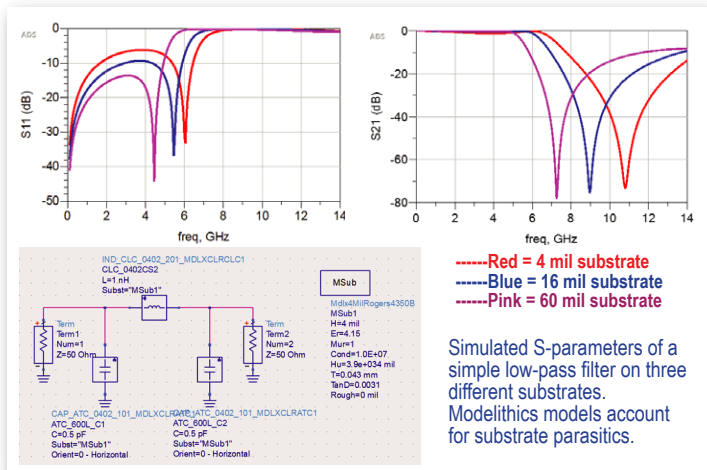 ADS
0
-10
-20
-30
-40
-50
S11 (dB)
0 2 4 6 8 10 12 14
freq, GHz
ADS
0
-20
-40
-60
-80
S21 (dB)
0 2 4 6 8 10 12 14
freq, GHz
IND_CLC_0402_201_MDLXCLRCLC1
CLC_0402CS2
L=1 nH
Subst="MSub1"
Term
Term1
Num=1
Z=50 Ohm
Term
Term2
Num=2
Z=50 Ohm
CAP_ATC_0402_101_MDLXCLRATC1
ATC_600L_C1
C=0.5 pF
Subst="MSub1"
Orient=0 - Horizontal
CAP_ATC_0402_101_MDLXCLRATC1
ATC_600L_C2
C=0.5 pF
Subst="MSub1"
Orient=0 - Horizontal
MSub
Mdlx4MilRogers4350B
MSub1
H=4 mil
Er=4.15
Mur=1
Cond=1.0E+07
Hu=3.9e+034 mil
T=0.043 mm
TanD=0.0031
Rough=0 mil
------Red = 4 mil substrate
------Blue = 16 mil substrate
------Pink = 60 mil substrate
Simulated S-parameters of a
simple low-pass filter on three
different substrates.
Modelithics models account
for substrate parasitics.